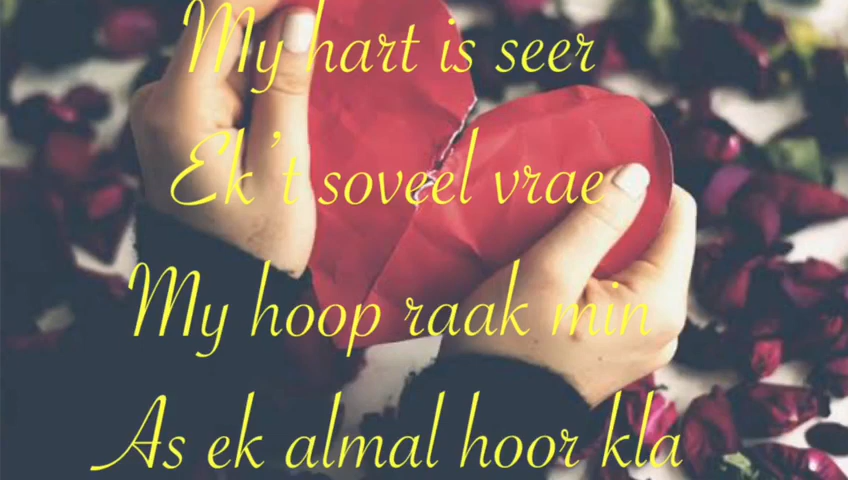 My hart is seer
Ek't soveel vrae
My hoop raak min
As ek almal hoor kla